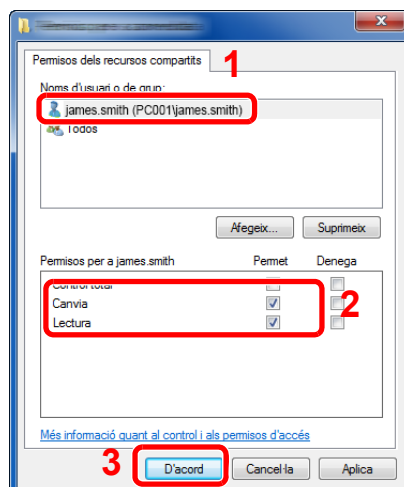 Permisos dels recursos compartits
1
Noms d'usuari o de grup:
james.smith (PC001\james.smith)
Todos
Afegeix... Suprimeix
Permisos per a james.smith Permet Denega
Control total
Canvia
2
Lectura
Més informació quant al control i als permisos d'accés
3
D'acord Cancel·la Aplica